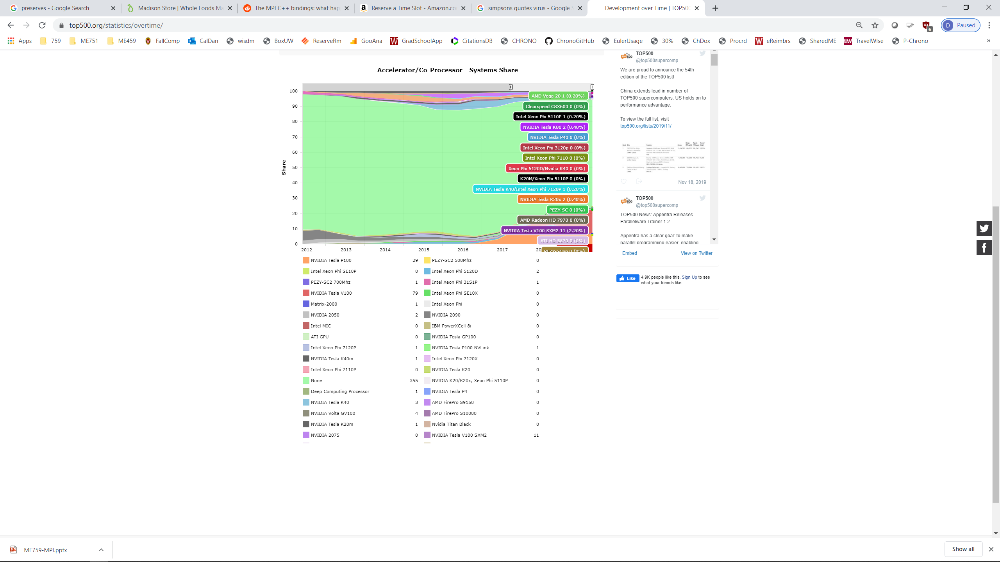 preserves - Google Search
Madison Store | Whole Foods Ma
The MPI C++ bindings: what hap
Reserve a Time Slot - Amazon.co
simpsons quotes virus - Google S
Development over Time | TOP500
top500.org/statistics/overtime/
6
D
Paused
Apps
759
ME751
ME459
FallComp
CalDan
wisdm
BoxUW
ReserveRm
GooAna
GradSchoolApp
CitationsDB
CHRONO
ChronoGitHub
EulerUsage
30%
ChDox
Procrd
eReimbrs
SharedME
TravelWIse
P-Chrono
»
Accelerator/Co-Processor - Systems Share
100
90
80
70
60
50
40
30
20
10
0
Share
AMD Vega 20 1 (0.20%)
Clearspeed CSX600 0 (0%)
Intel Xeon Phi 5110P 1 (0.20%)
NVIDIA Tesla K80 2 (0.40%)
NVIDIA Tesla P40 0 (0%)
Intel Xeon Phi 3120p 0 (0%)
Intel Xeon Phi 7110 0 (0%)
Xeon Phi 5120D/Nvidia K40 0 (0%)
K20M/Xeon Phi 5110P 0 (0%)
NVIDIA Tesla K40/Intel Xeon Phi 7120P 1 (0.20%)
NVIDIA Tesla K20x 2 (0.40%)
PEZY-SC 0 (0%)
AMD Radeon HD 7970 0 (0%)
NVIDIA Tesla V100 SXM2 11 (2.20%)
ATI HD 5870 0 (0%)
PEZY-SCnp 0 (0%)
2012 2013 2014 2015 2016 2017 20
NVIDIA Tesla P100 29 PEZY-SC2 500Mhz 0
Intel Xeon Phi SE10P 0 Intel Xeon Phi 5120D 2
PEZY-SC2 700Mhz 1 Intel Xeon Phi 31S1P 1
NVIDIA Tesla V100 79 Intel Xeon Phi SE10X 0
Matrix-2000 1 Intel Xeon Phi 0
NVIDIA 2050 2 NVIDIA 2090 0
Intel MIC 0 IBM PowerXCell 8i 0
ATI GPU 0 NVIDIA Tesla GP100 0
Intel Xeon Phi 7120P 1 NVIDIA Tesla P100 NVLink 1
NVIDIA Tesla K40m 1 Intel Xeon Phi 7120X 0
Intel Xeon Phi 7110P 0 NVIDIA Tesla K20 0
None 355 NVIDIA K20/K20x, Xeon Phi 5110P 0
Deep Computing Processor 1 NVIDIA Tesla P4 0
NVIDIA Tesla K40 3 AMD FirePro S9150 0
NVIDIA Volta GV100 4 AMD FirePro S10000 0
NVIDIA Tesla K20m 1 Nvidia Titan Black 0
NVIDIA 2075 0 NVIDIA Tesla V100 SXM2 11
TOP500
@top500supercomp
We are proud to announce the 54th
edition of the TOP500 list!
China extends lead in number of
TOP500 supercomputers, US holds on to
performance advantage.
To view the full list, visit
top500.org/lists/2019/11/
Nov 18, 2019
TOP500
@top500supercomp
TOP500 News: Appentra Releases
Parallelware Trainer 1.2
Appentra has a clear goal: to make
parallel programming easier, enabling
Embed
View on Twitter
Like
4.9K people like this. Sign Up to see
what your friends like.
ME759-MPI.pptx
Show all